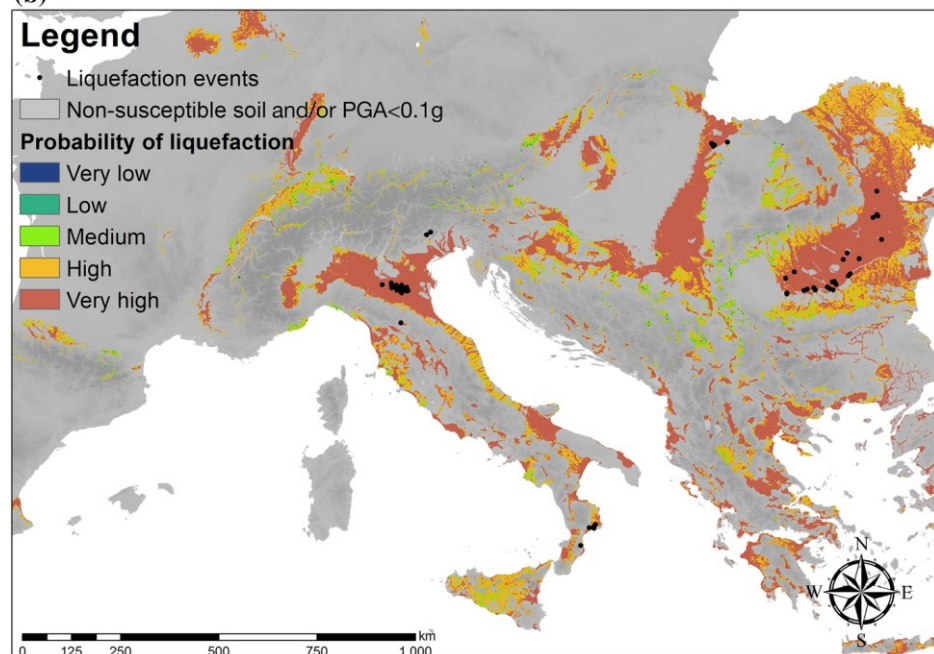 (b)
Legend
Liquefaction events
Non-susceptible soil and/or PGA<0.1g
Probability of liquefaction
Very low
Low
Medium
High
Very high
N
W E
S
km
0 125 250 500 750 1.000